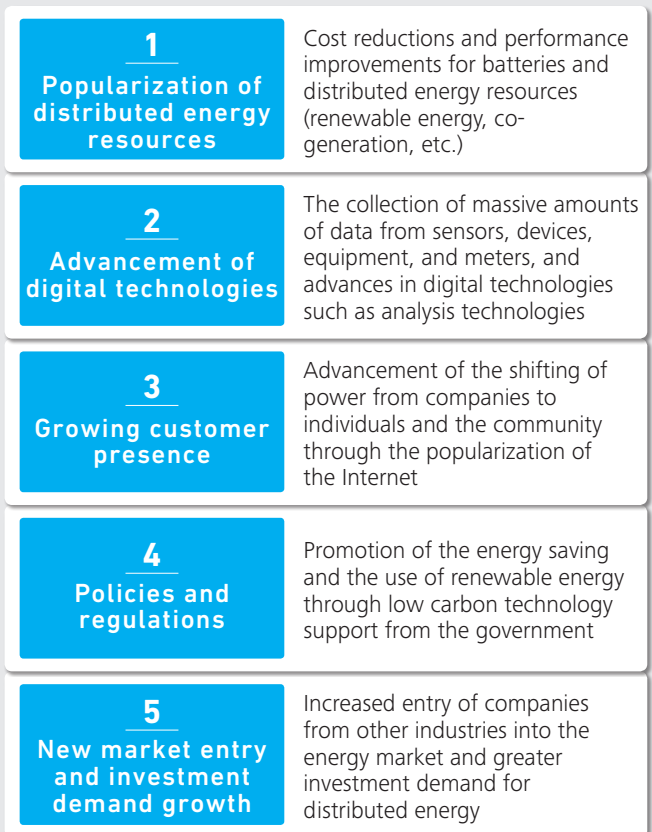 1
Popularization of
distributed energy
resources
Cost reductions and performance
improvements for batteries and
distributed energy resources
(renewable energy, co-
generation, etc.)
2
Advancement of
digital technologies
The collection of massive amounts
of data from sensors, devices,
equipment, and meters, and
advances in digital technologies
such as analysis technologies
3
Growing customer
presence
Advancement of the shifting of
power from companies to
individuals and the community
through the popularization of
the Internet
4
Policies and
regulations
Promotion of the energy saving
and the use of renewable energy
through low carbon technology
support from the government
5
New market entry
and investment
demand growth
Increased entry of companies
from other industries into the
energy market and greater
investment demand for
distributed energy